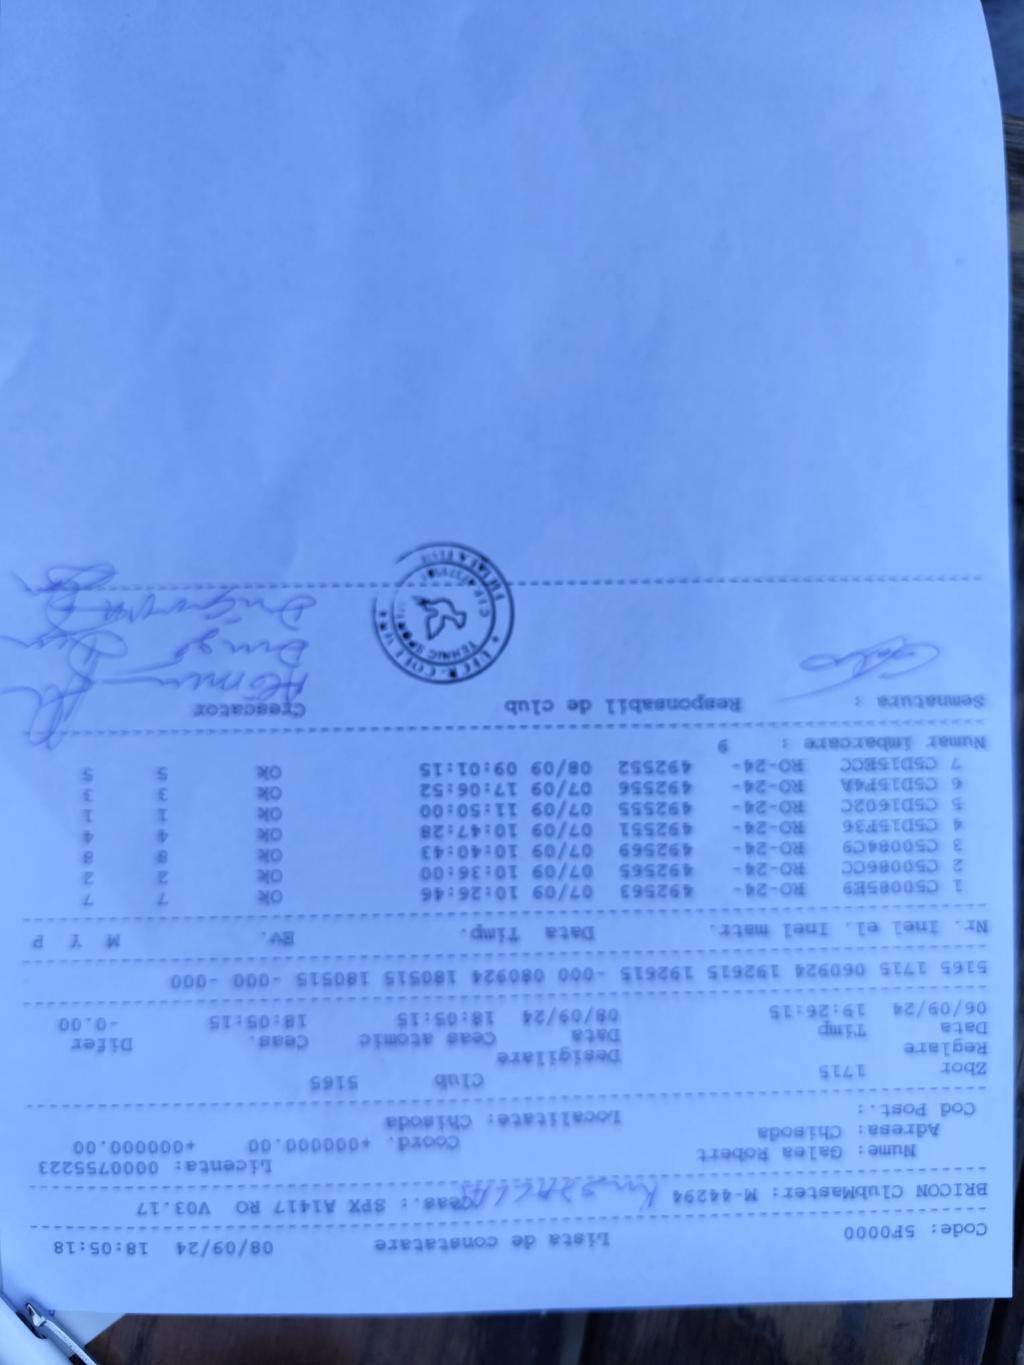 Code: 5F0000 Lista de constatare 08/09/24 18:05:18
BRICON ClubMaster: M-44294 Ceas.: SPX A1417 RO V03.17
Nume: Galea Robert Licenta: 0000755223
Adresa: Chisoda Coord. +000000.00 +000000.00
Cod Post.: Localitate: Chisoda
Zbor 1715 Club 5165
Reglare Desigilare
Data Timp Data Ceas atomic Ceas. Difer
06/09/24 19:26:15 08/09/24 18:05:15 18:05:15 -0.00
5165 1715 060924 192615 192615 -000 080924 180515 180515 -000 -000
Nr. Inel el. Inel matr. Data Timp. Ev. M Y P
1 C50085E9 RO-24- 492563 07/09 10:26:46 Ok 7 7
2 C50086CC RO-24- 492565 07/09 10:36:00 Ok 2 2
3 C50084C9 RO-24- 492569 07/09 10:40:43 Ok 8 8
4 C5D15F36 RO-24- 492551 07/09 10:47:28 Ok 4 4
5 C5D1602C RO-24- 492555 07/09 11:50:00 Ok 1 1
6 C5D15F4A RO-24- 492556 07/09 17:06:52 Ok 3 3
7 C5D15ECC RO-24- 492552 08/09 09:01:15 Ok 5 5
Numar imbarcare : 9
Semnatura : Responsabil de club Crescator